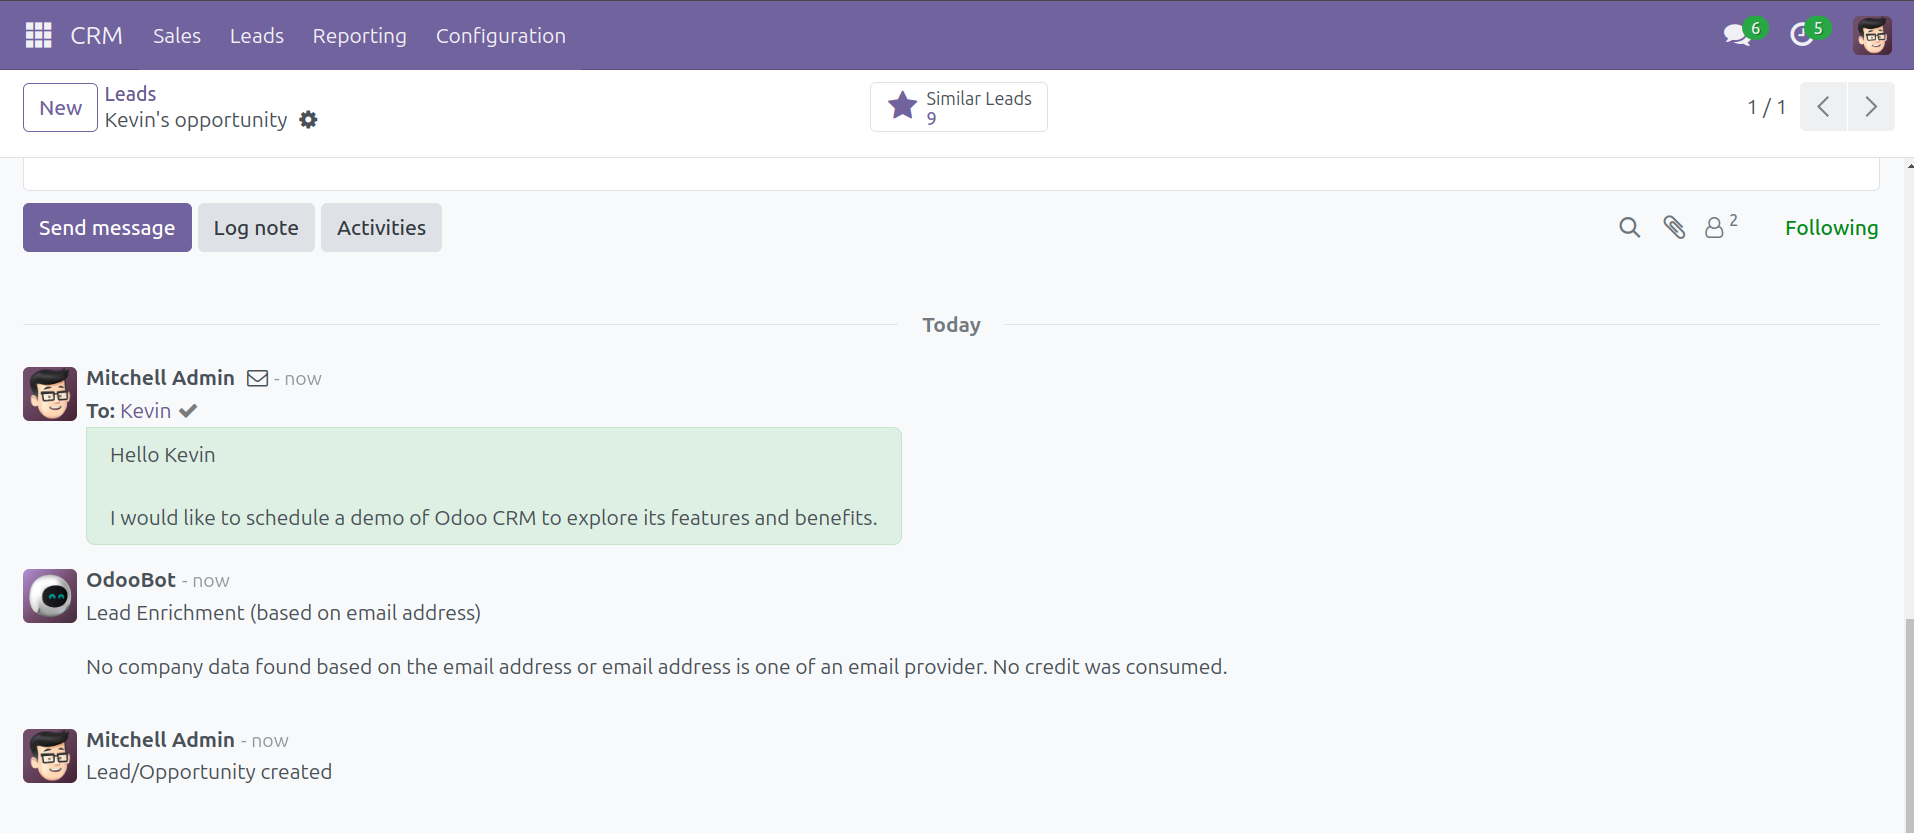 CRM Sales Leads Reporting Configuration 6 5
New Leads Similar Leads 1 / 1
Kevin's opportunity 9
Send message Log note Activities 2 Following
Today
Mitchell Admin - now
To: Kevin
Hello Kevin
I would like to schedule a demo of Odoo CRM to explore its features and benefits.
OdooBot - now
Lead Enrichment (based on email address)
No company data found based on the email address or email address is one of an email provider. No credit was consumed.
Mitchell Admin - now
Lead/Opportunity created